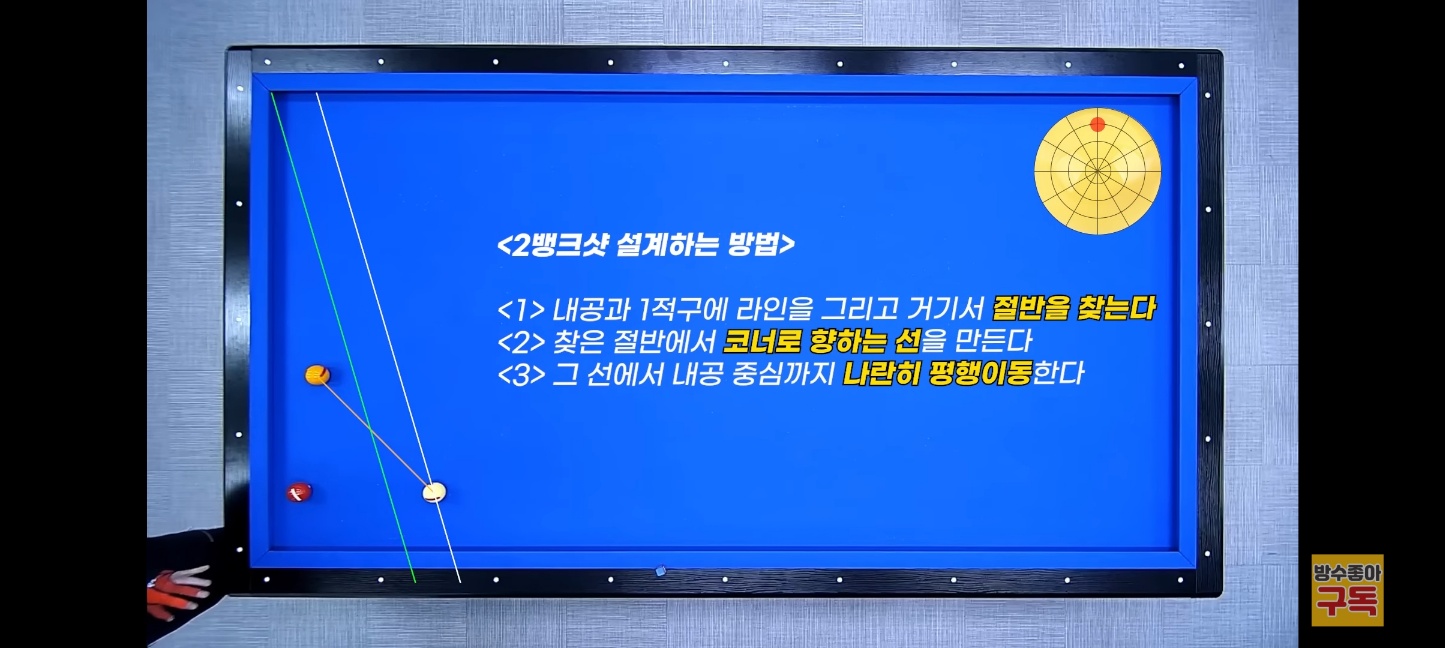 <2뱅크샷 설계하는 방법>
<1> 내공과 1적구에 라인을 그리고 거기서 절반을 찾는다
<2> 찾은 절반에서 코너로 향하는 선을 만든다
<3> 그 선에서 내공 중심까지 나란히 평행이동한다
방수좋아
구독